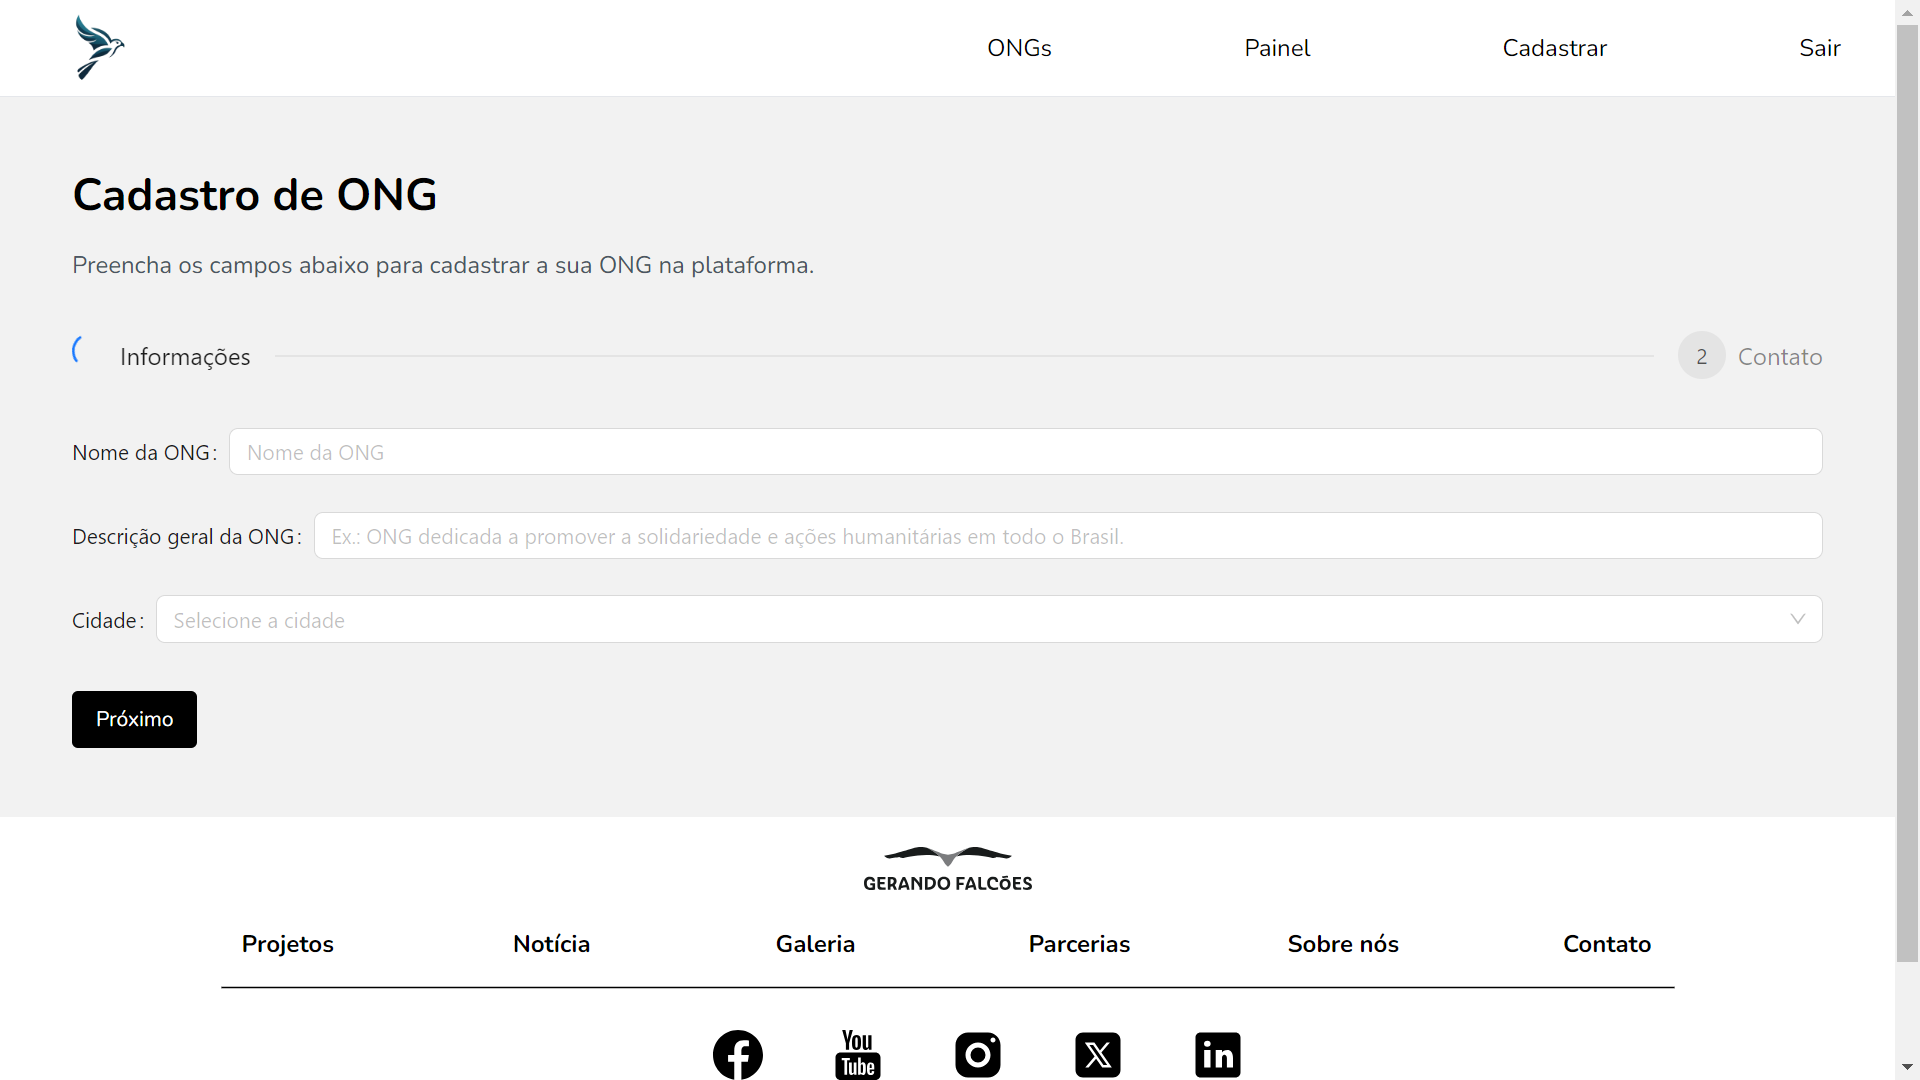 ONGs Painel Cadastrar Sair
Cadastro de ONG
Preencha os campos abaixo para cadastrar a sua ONG na plataforma.
Informações 2 Contato
Nome da ONG: Nome da ONG
Descrição geral da ONG: Ex.: ONG dedicada a promover a solidariedade e ações humanitárias em todo o Brasil.
Cidade: Selecione a cidade
Próximo
GERANDO FALCÕES
Projetos Notícia Galeria Parcerias Sobre nós Contato
You
Tube
in